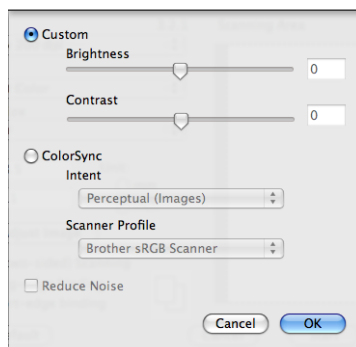 Custom
Brightness
0
Contrast
0
ColorSync
Intent
Perceptual (Images)
Scanner Profile
Brother sRGB Scanner
Reduce Noise
Cancel OK